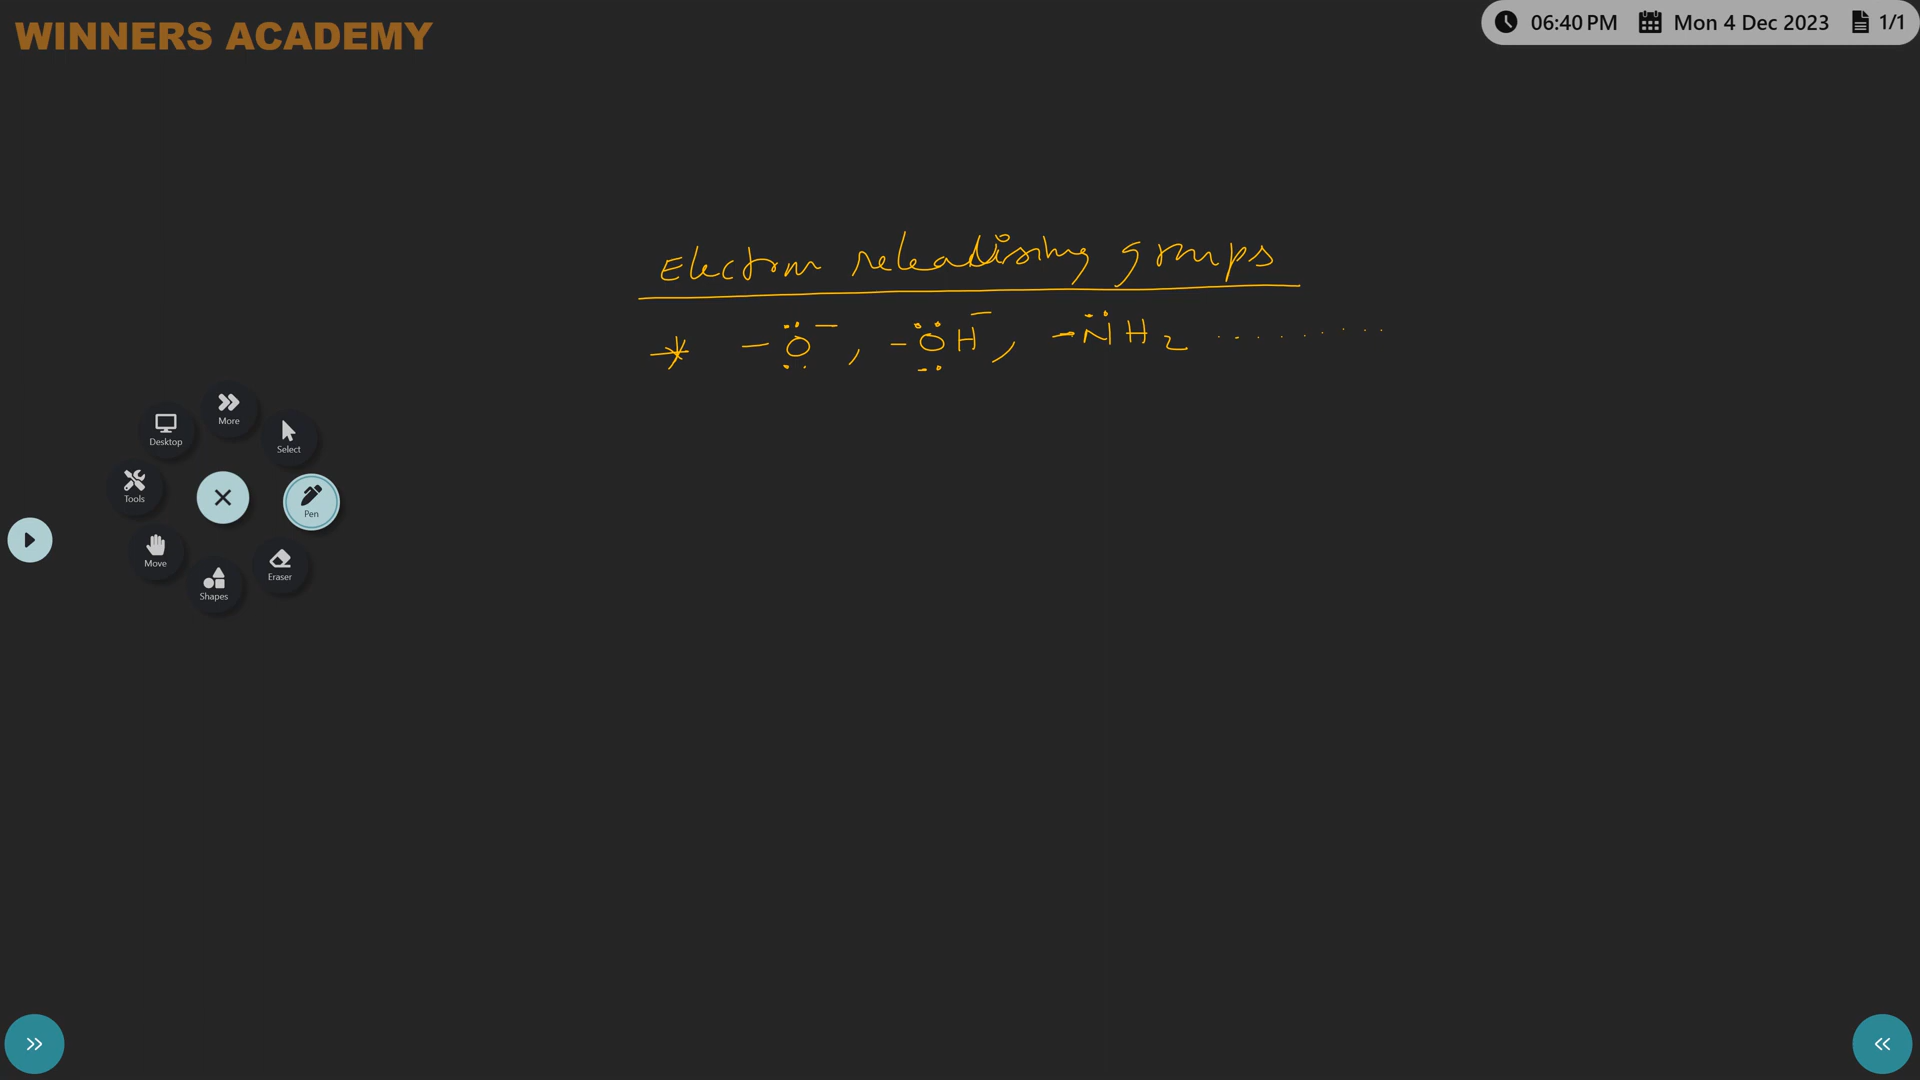 WINNERS ACADEMY
06:40 PM Mon 4 Dec 2023 1/1
Electron releasing groups
* –Ö⁻, –ÖH⁻, –N̈H₂ .........
More
Desktop
Select
Tools
Pen
Move
Eraser
Shapes